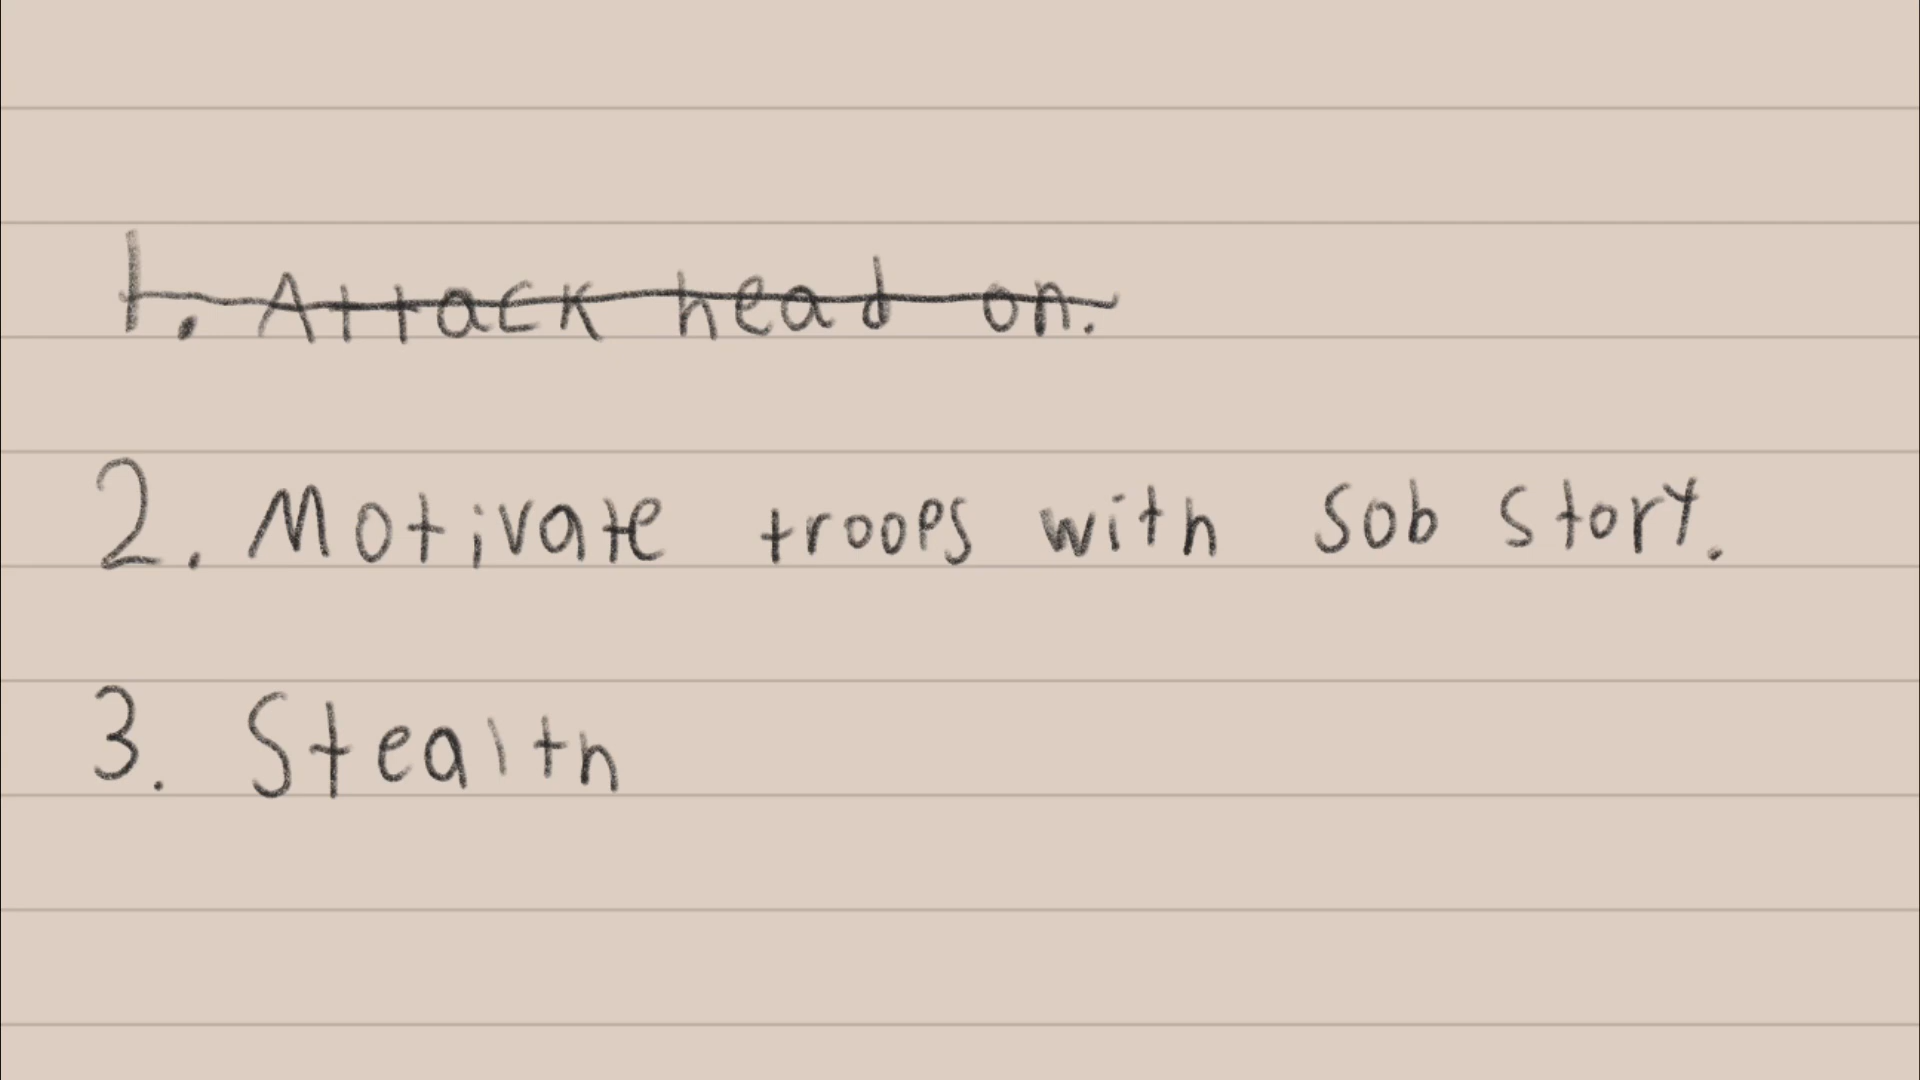 1. Attack head on.
2. Motivate troops with sob story.
3. Stealth